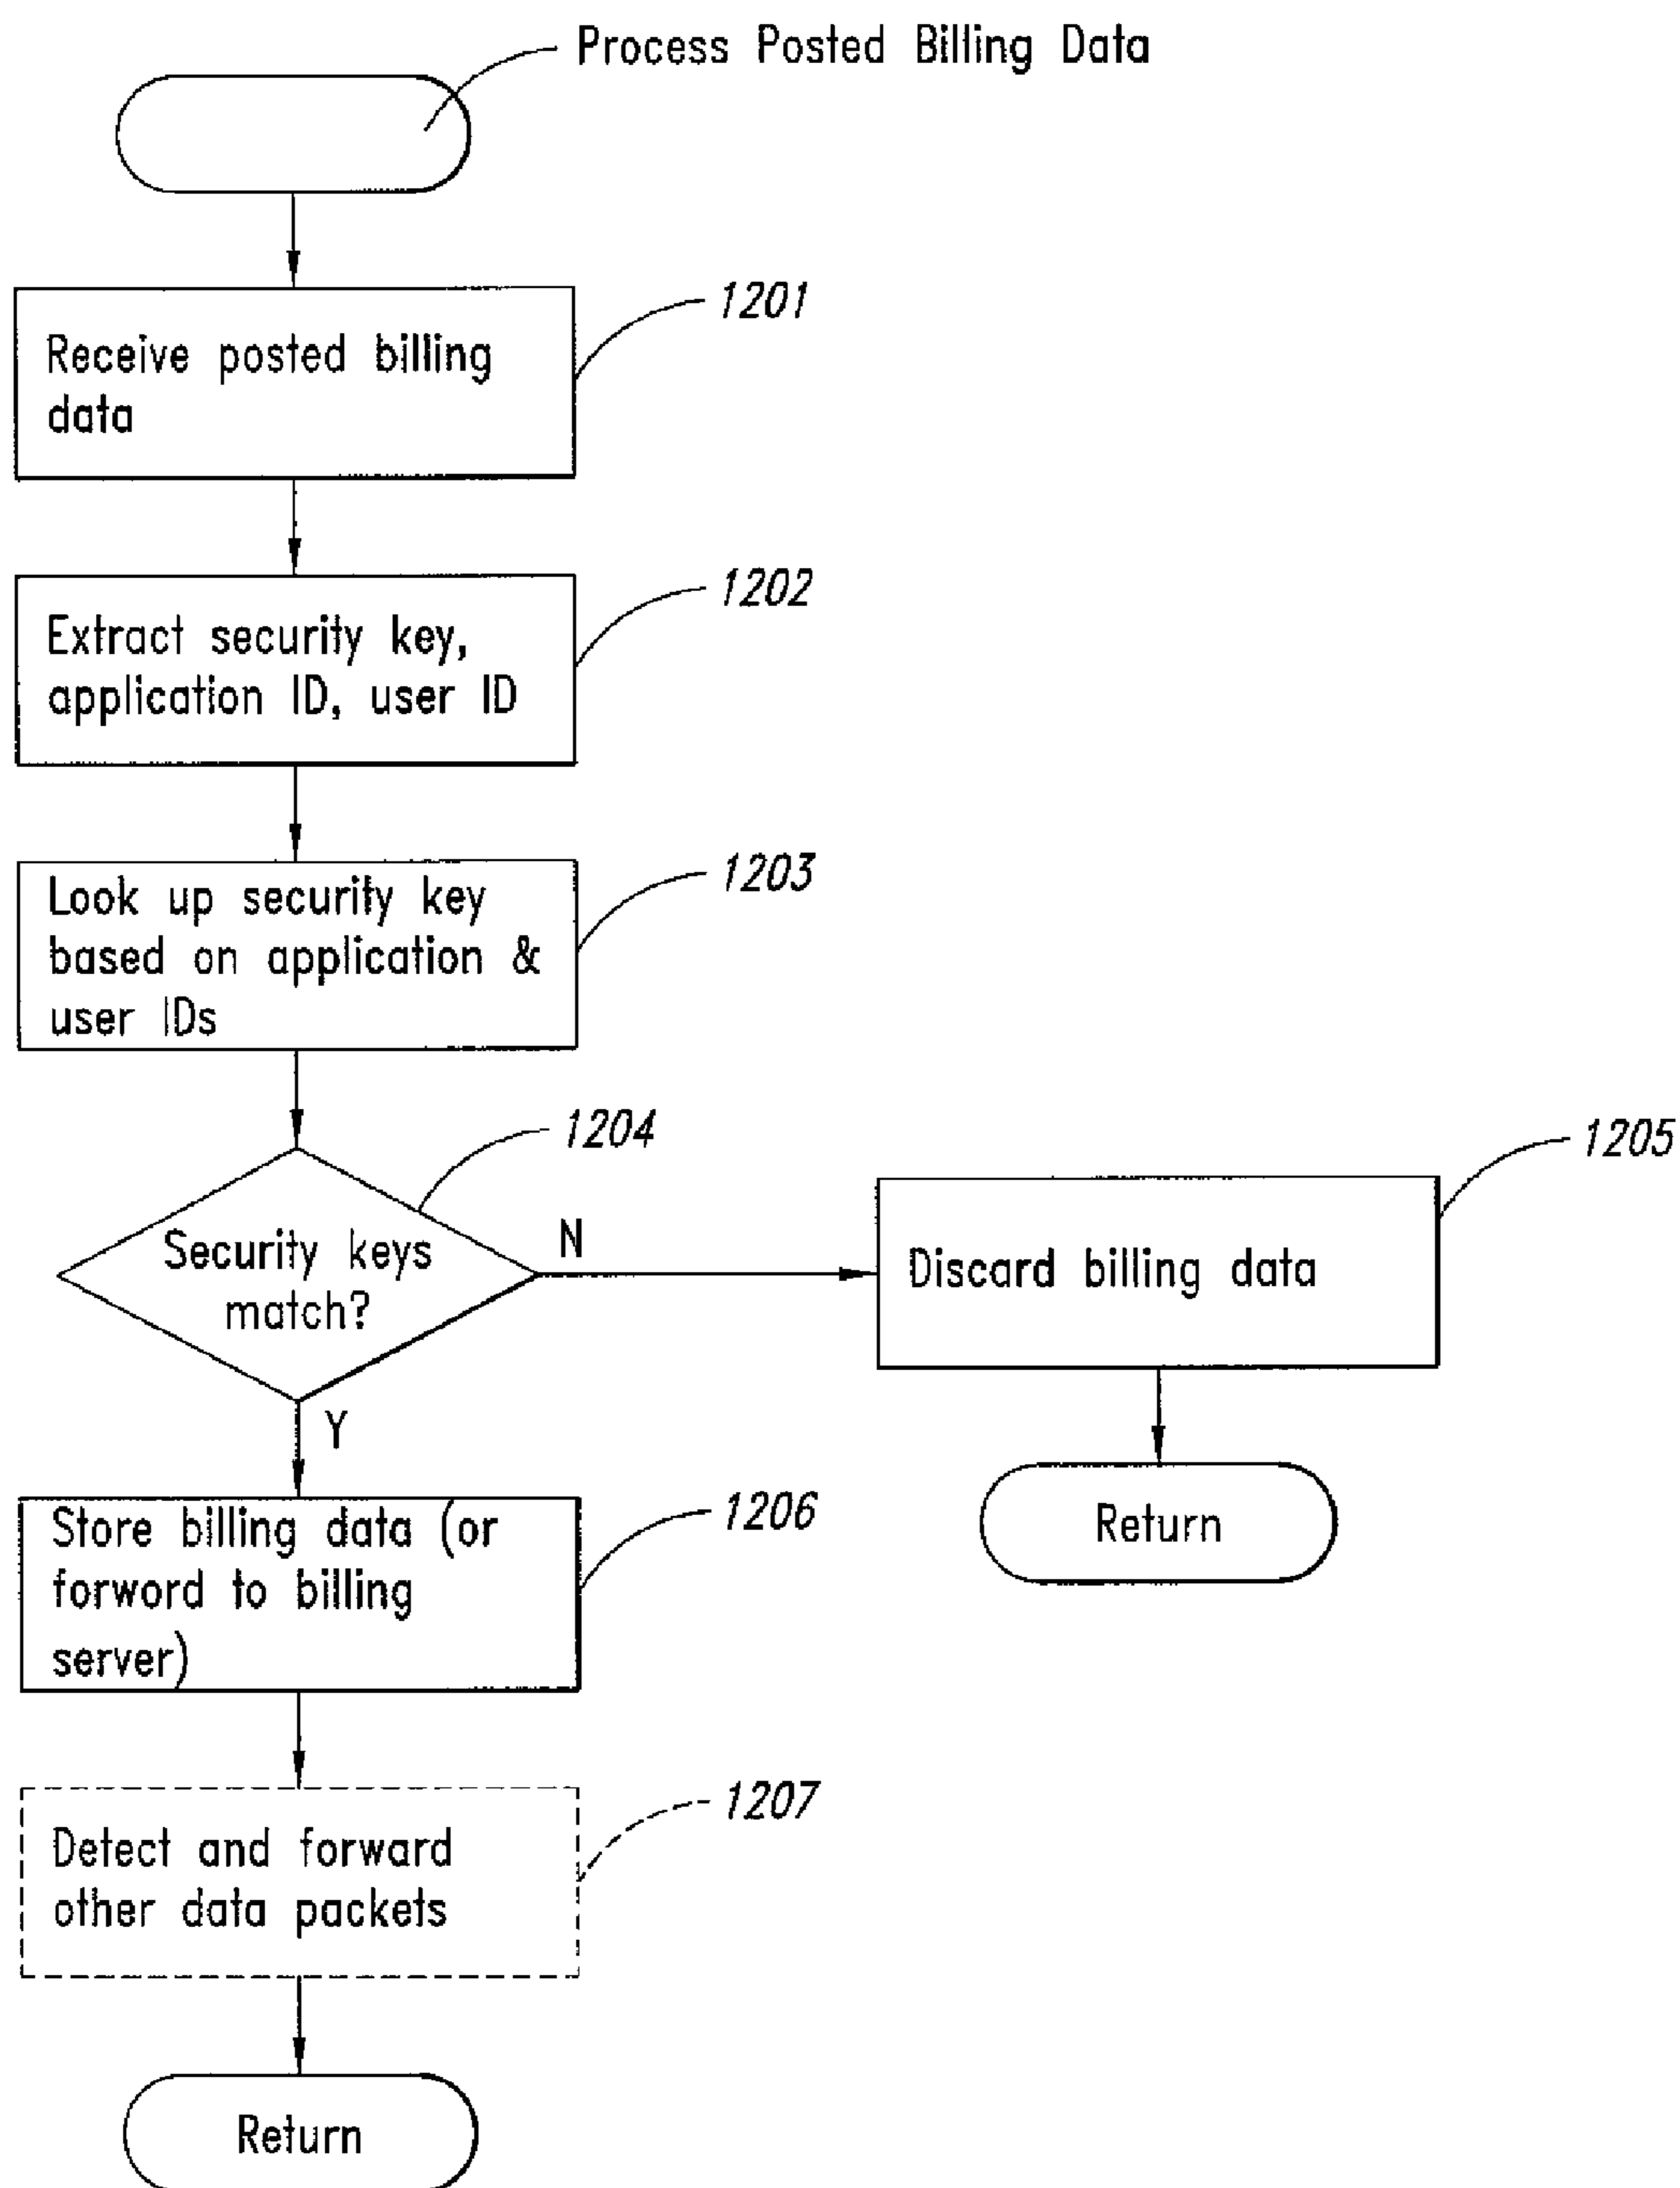 Process Posted Billing Data
1201
Receive posted billing
data
1202
Extract security key,
application ID, user ID
1203
Look up security key
based on application &
user IDs
1204
Security keys
match?
N
Y
1205
Discard billing data
Return
1206
Store billing data (or
forword to billing
server)
1207
Detect and forward
other data packets
Return